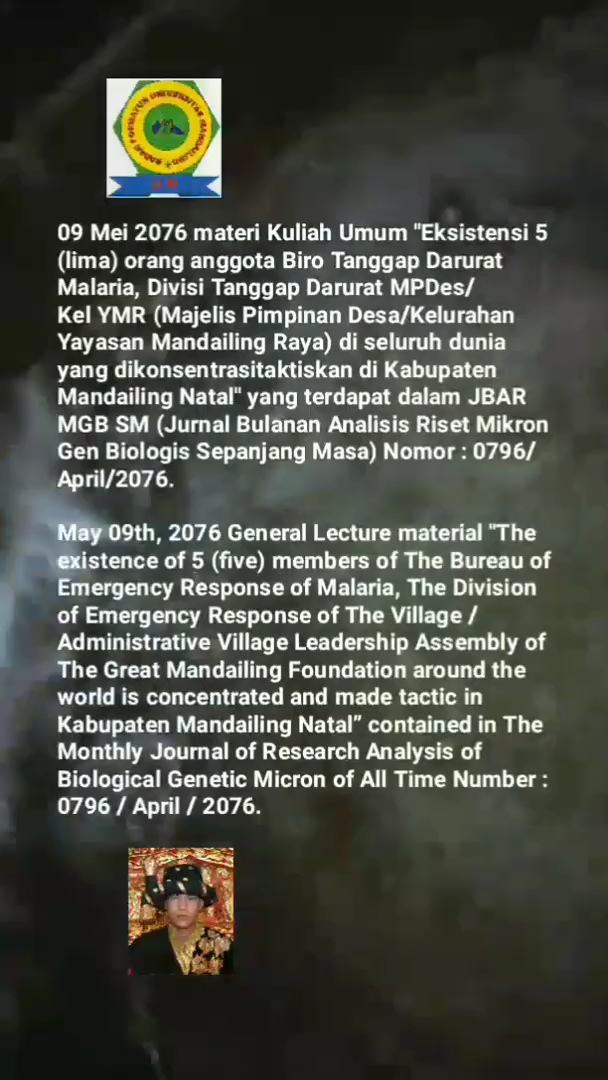 BADAN FORMATUR UNIVERSITAS MANDAILING
U M
09 Mei 2076 materi Kuliah Umum "Eksistensi 5
(lima) orang anggota Biro Tanggap Darurat
Malaria, Divisi Tanggap Darurat MPDes/
Kel YMR (Majelis Pimpinan Desa/Kelurahan
Yayasan Mandailing Raya) di seluruh dunia
yang dikonsentrasitaktiskan di Kabupaten
Mandailing Natal" yang terdapat dalam JBAR
MGB SM (Jurnal Bulanan Analisis Riset Mikron
Gen Biologis Sepanjang Masa) Nomor : 0796/
April/2076.
May 09th, 2076 General Lecture material "The
existence of 5 (five) members of The Bureau of
Emergency Response of Malaria, The Division
of Emergency Response of The Village /
Administrative Village Leadership Assembly of
The Great Mandailing Foundation around the
world is concentrated and made tactic in
Kabupaten Mandailing Natal” contained in The
Monthly Journal of Research Analysis of
Biological Genetic Micron of All Time Number :
0796 / April / 2076.